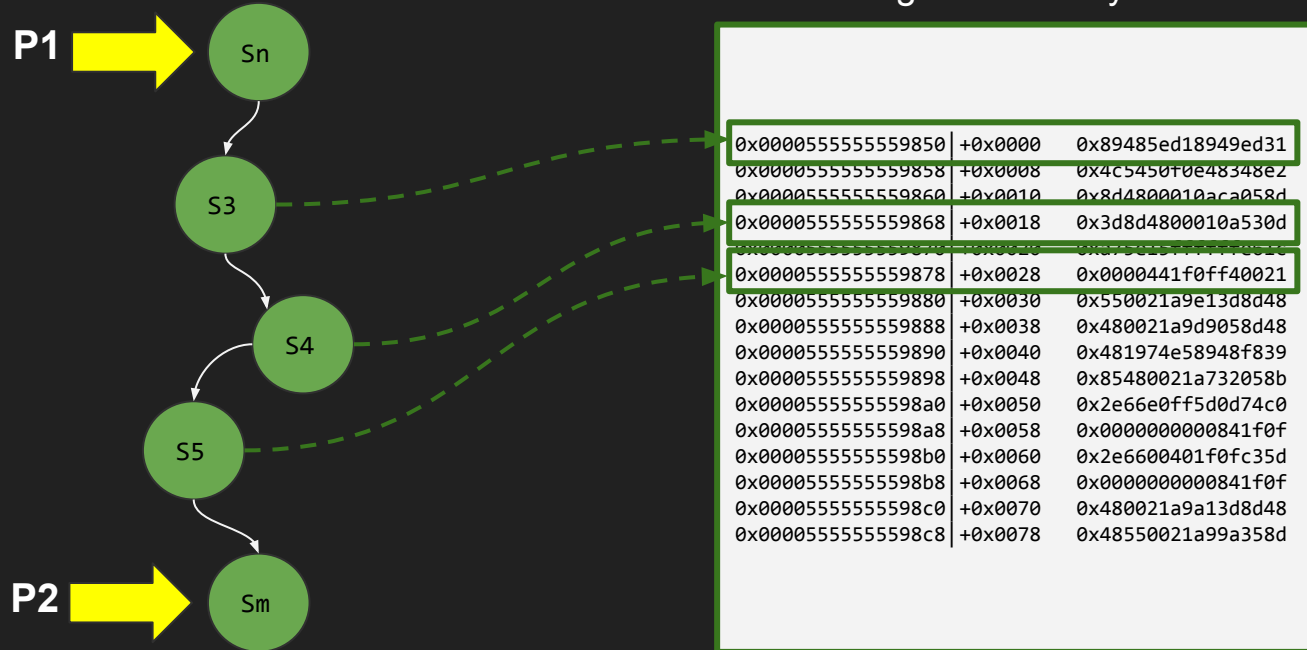 P1
Sn
S3
S4
S5
P2
Sm
0x0000555555559850 +0x0000 0x89485ed18949ed31
0x0000555555559858 +0x0008 0x4c5450f0e48348e2
0x0000555555559860 +0x0010 0x8d4800010aca058d
0x0000555555559868 +0x0018 0x3d8d4800010a530d
0x0000555555559878 +0x0028 0x0000441f0ff40021
0x0000555555559880 +0x0030 0x550021a9e13d8d48
0x0000555555559888 +0x0038 0x480021a9d9058d48
0x0000555555559890 +0x0040 0x481974e58948f839
0x0000555555559898 +0x0048 0x85480021a732058b
0x00005555555598a0 +0x0050 0x2e66e0ff5d0d74c0
0x00005555555598a8 +0x0058 0x0000000000841f0f
0x00005555555598b0 +0x0060 0x2e6600401f0fc35d
0x00005555555598b8 +0x0068 0x0000000000841f0f
0x00005555555598c0 +0x0070 0x480021a9a13d8d48
0x00005555555598c8 +0x0078 0x48550021a99a358d